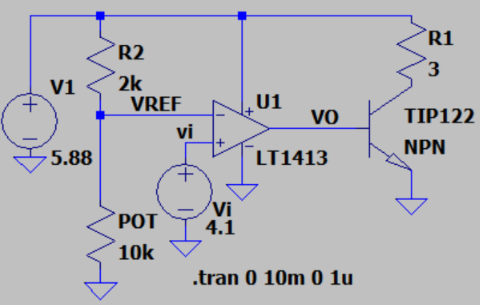 R2
R1
V1
2k
3
VREF
U1
vi
VO
TIP122
NPN
5.88
LT1413
Vi
4.1
POT
10k
.tran 0 10m 0 1u